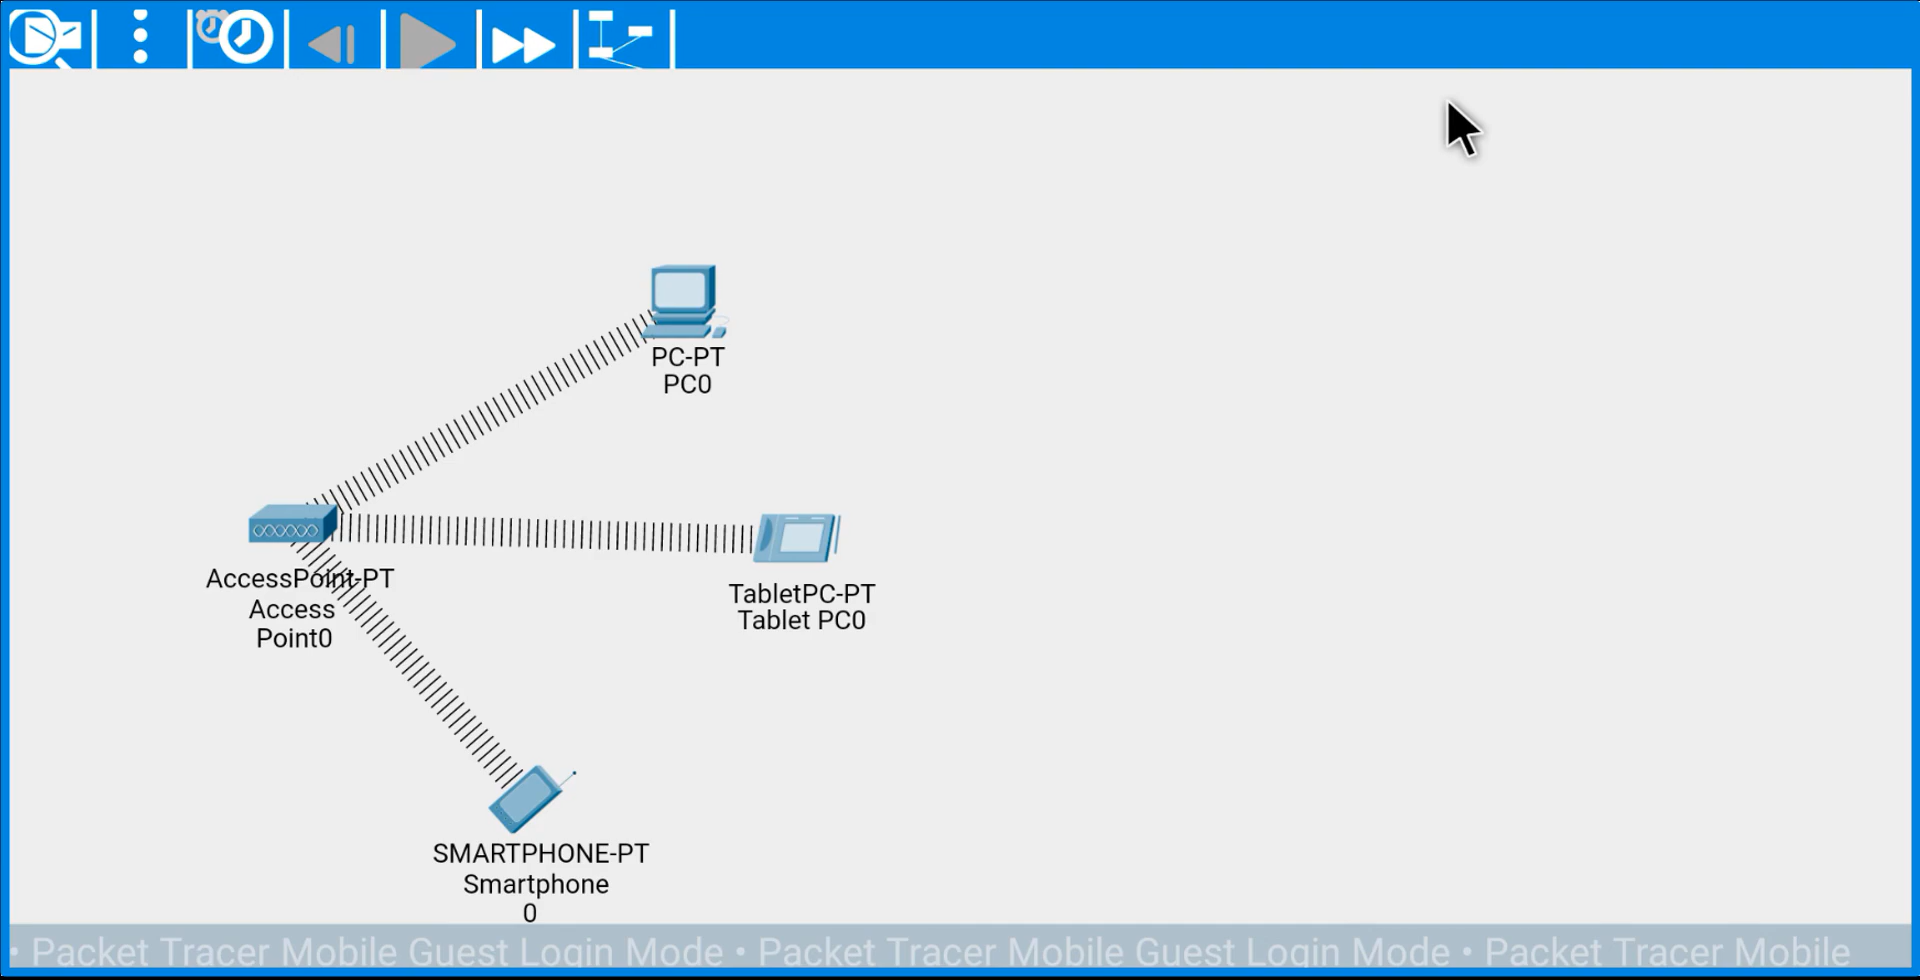 PC-PT
PC0
AccessPoint-PT
Access
Point0
TabletPC-PT
Tablet PC0
SMARTPHONE-PT
Smartphone
0
• Packet Tracer Mobile Guest Login Mode • Packet Tracer Mobile Guest Login Mode • Packet Tracer Mobile